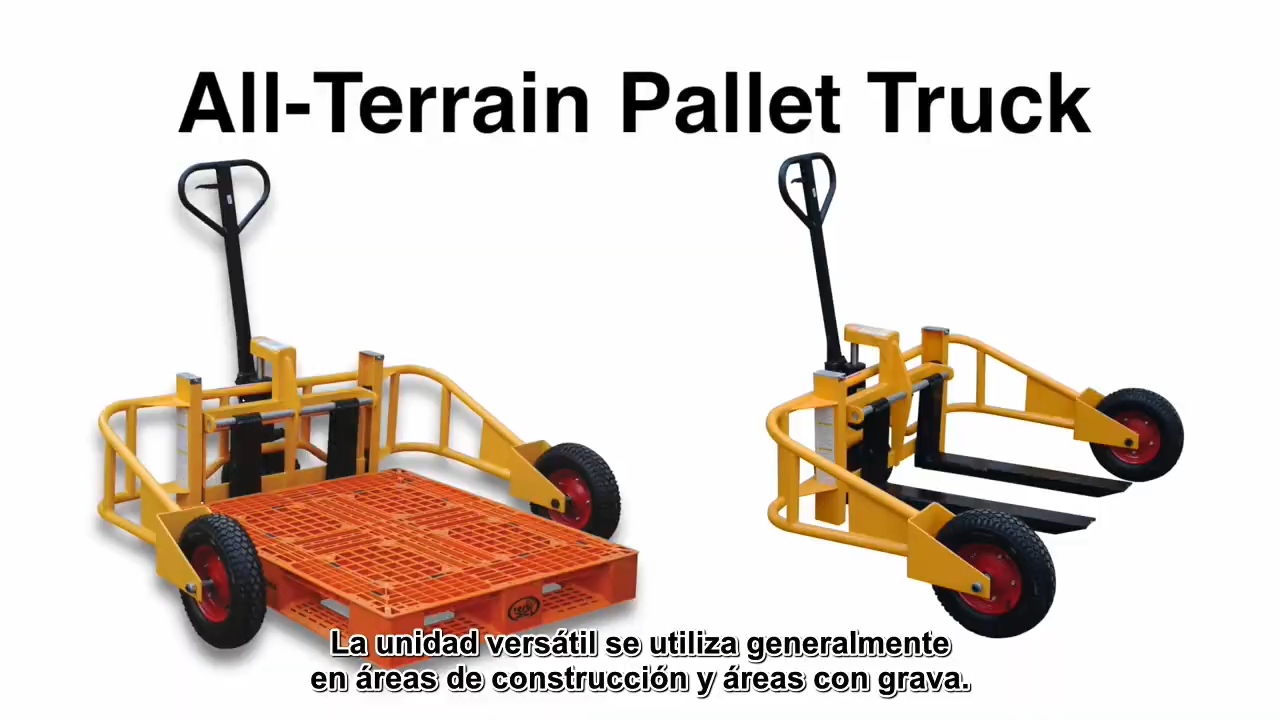 All-Terrain Pallet Truck
La unidad versátil se utiliza generalmente
en áreas de construcción y áreas con grava.